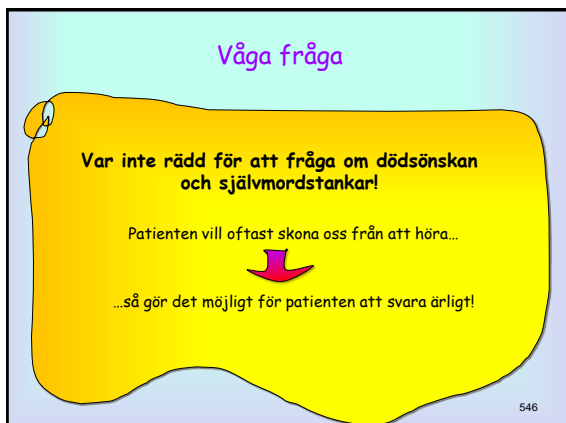 Våga fråga
Var inte rädd för att fråga om dödsönskan
och självmordstankar!
Patienten vill oftast skona oss från att höra…
…så gör det möjligt för patienten att svara ärligt!
546